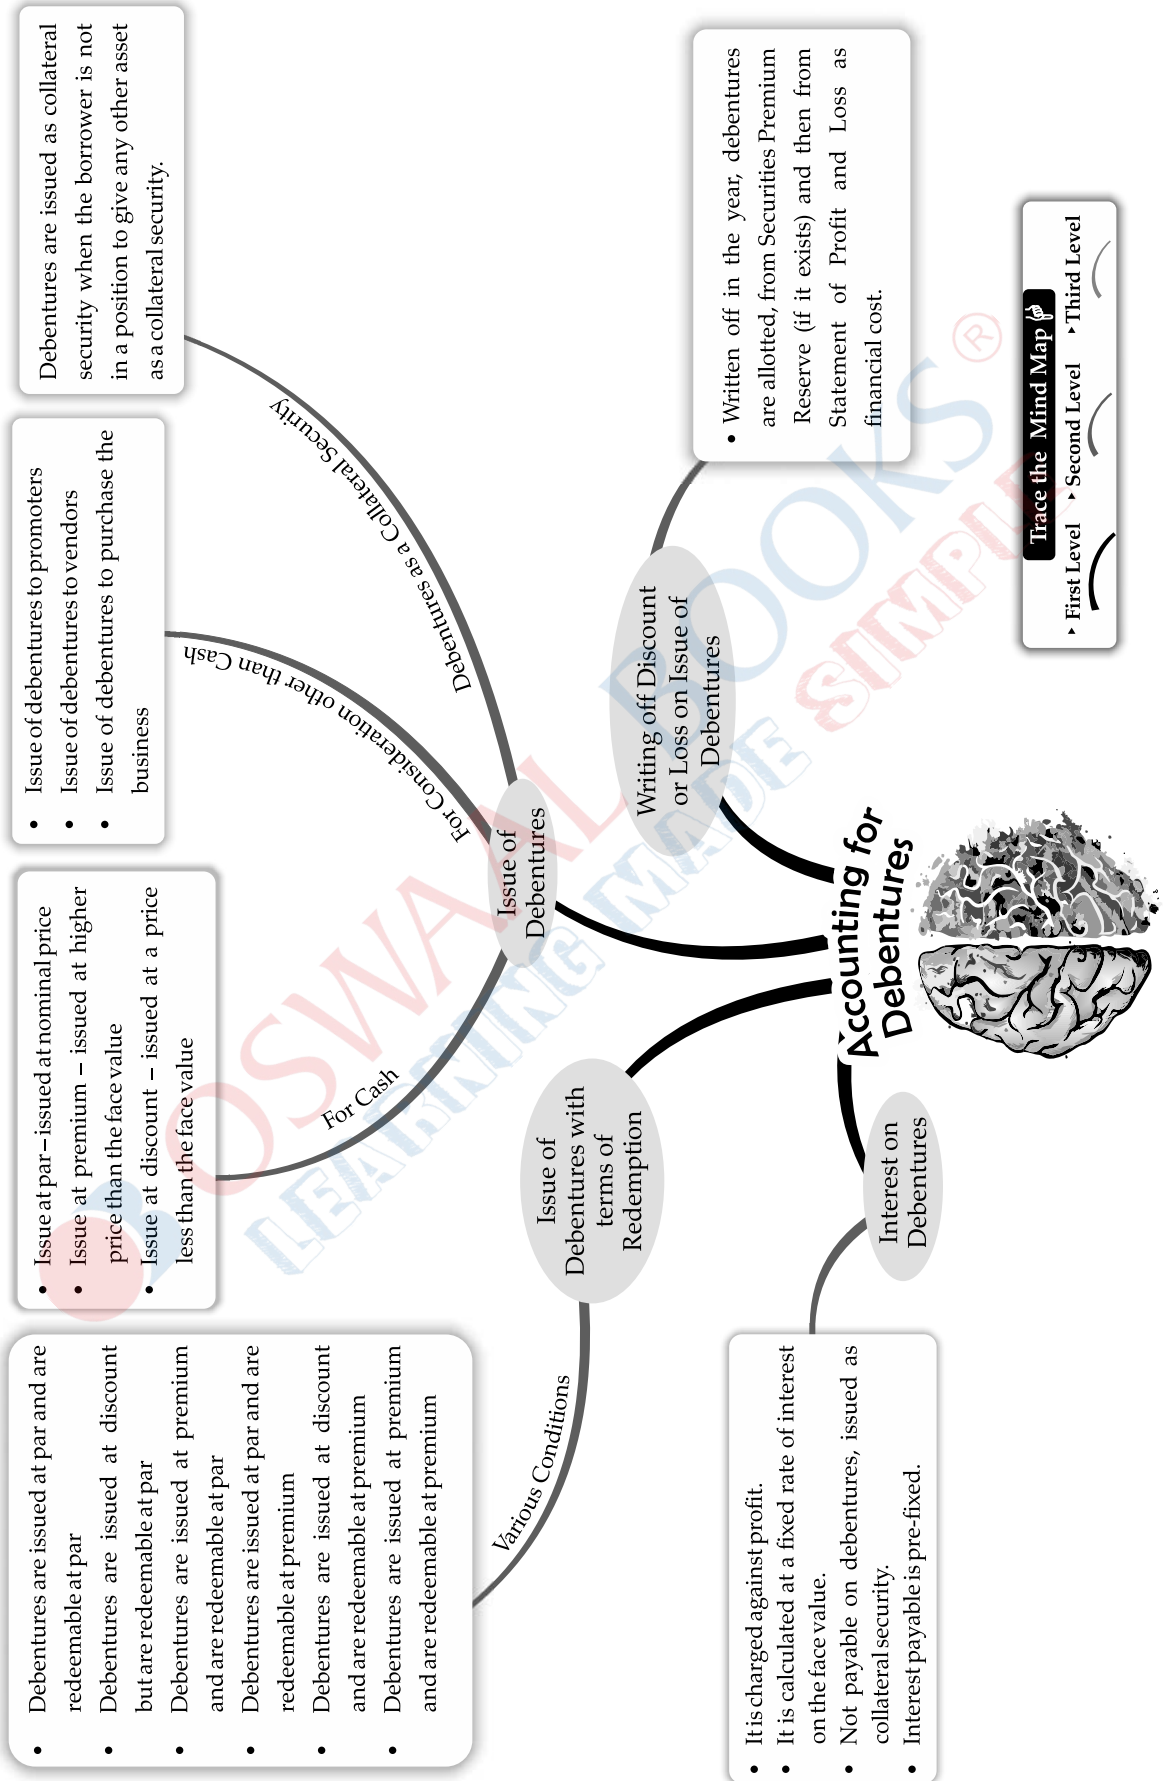 Debentures are issued as collateral
security when the borrower is not
in a position to give any other asset
as a collateral security.
Debentures as a Collateral Security
• Issue of debentures to promoters
• Issue of debentures to vendors
• Issue of debentures to purchase the
business
For Consideration other than Cash
• Issue at par – issued at nominal price
• Issue at premium – issued at higher
price than the face value
• Issue at discount – issued at a price
less than the face value
For Cash
Issue of
Debentures
• Debentures are issued at par and are
redeemable at par
• Debentures are issued at discount
but are redeemable at par
• Debentures are issued at premium
and are redeemable at par
• Debentures are issued at par and are
redeemable at premium
• Debentures are issued at discount
and are redeemable at premium
• Debentures are issued at premium
and are redeemable at premium
Various Conditions
Issue of
Debentures with
terms of
Redemption
• Written off in the year, debentures
are allotted, from Securities Premium
Reserve (if it exists) and then from
Statement of Profit and Loss as
financial cost.
Writing off Discount
or Loss on Issue of
Debentures
• It is charged against profit.
• It is calculated at a fixed rate of interest
on the face value.
• Not payable on debentures, issued as
collateral security.
• Interest payable is pre-fixed.
Interest on
Debentures
Accounting for
Debentures
Trace the Mind Map
▸ First Level ▸ Second Level ▸ Third Level
OSWAAL BOOKS ®
LEARNING MADE SIMPLE